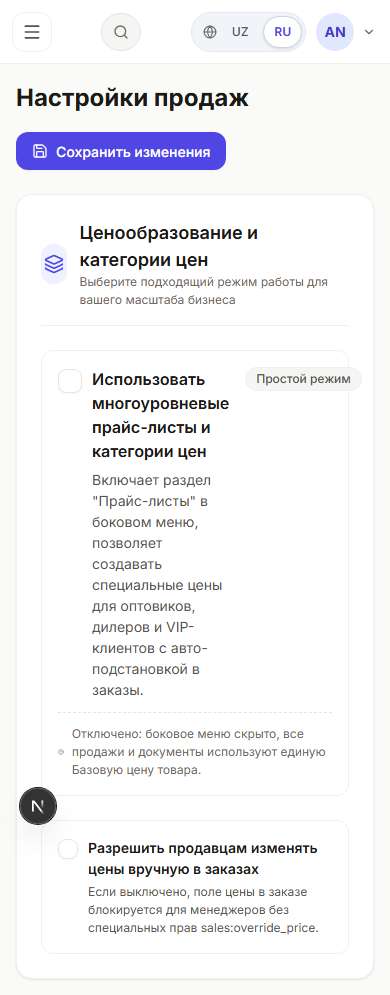 UZ
RU
AN
Настройки продаж
Сохранить изменения
Ценообразование и
категории цен
Выберите подходящий режим работы для
вашего масштаба бизнеса
Использовать
многоуровневые
прайс-листы и
категории цен
Простой режим
Включает раздел
"Прайс-листы" в
боковом меню,
позволяет
создавать
специальные цены
для оптовиков,
дилеров и VIP-
клиентов с авто-
подстановкой в
заказы.
Отключено: боковое меню скрыто, все
продажи и документы используют единую
Базовую цену товара.
N
Разрешить продавцам изменять
цены вручную в заказах
Если выключено, поле цены в заказе
блокируется для менеджеров без
специальных прав sales:override_price.